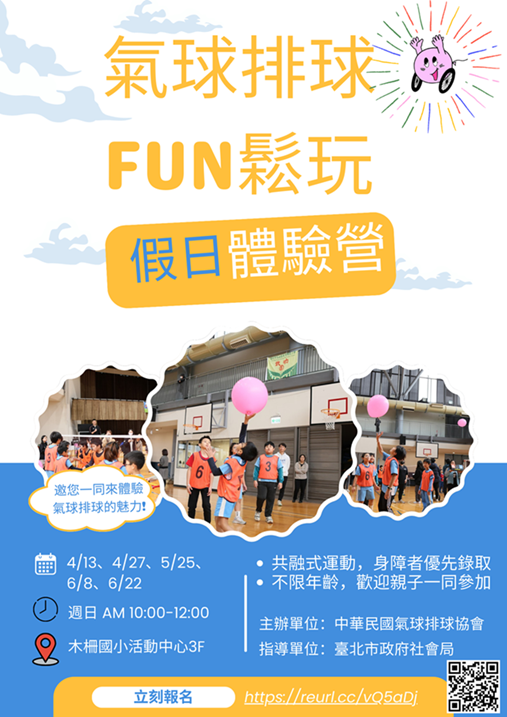 氣球排球
FUN鬆玩
假日體驗營
邀您一同來體驗
氣球排球的魅力!
4/13、4/27、5/25、
6/8、6/22
週日 AM 10:00-12:00
木柵國小活動中心3F
• 共融式運動，身障者優先錄取
• 不限年齡，歡迎親子一同參加
主辦單位：中華民國氣球排球協會
指導單位：臺北市政府社會局
立刻報名
https://reurl.cc/vQ5aDj